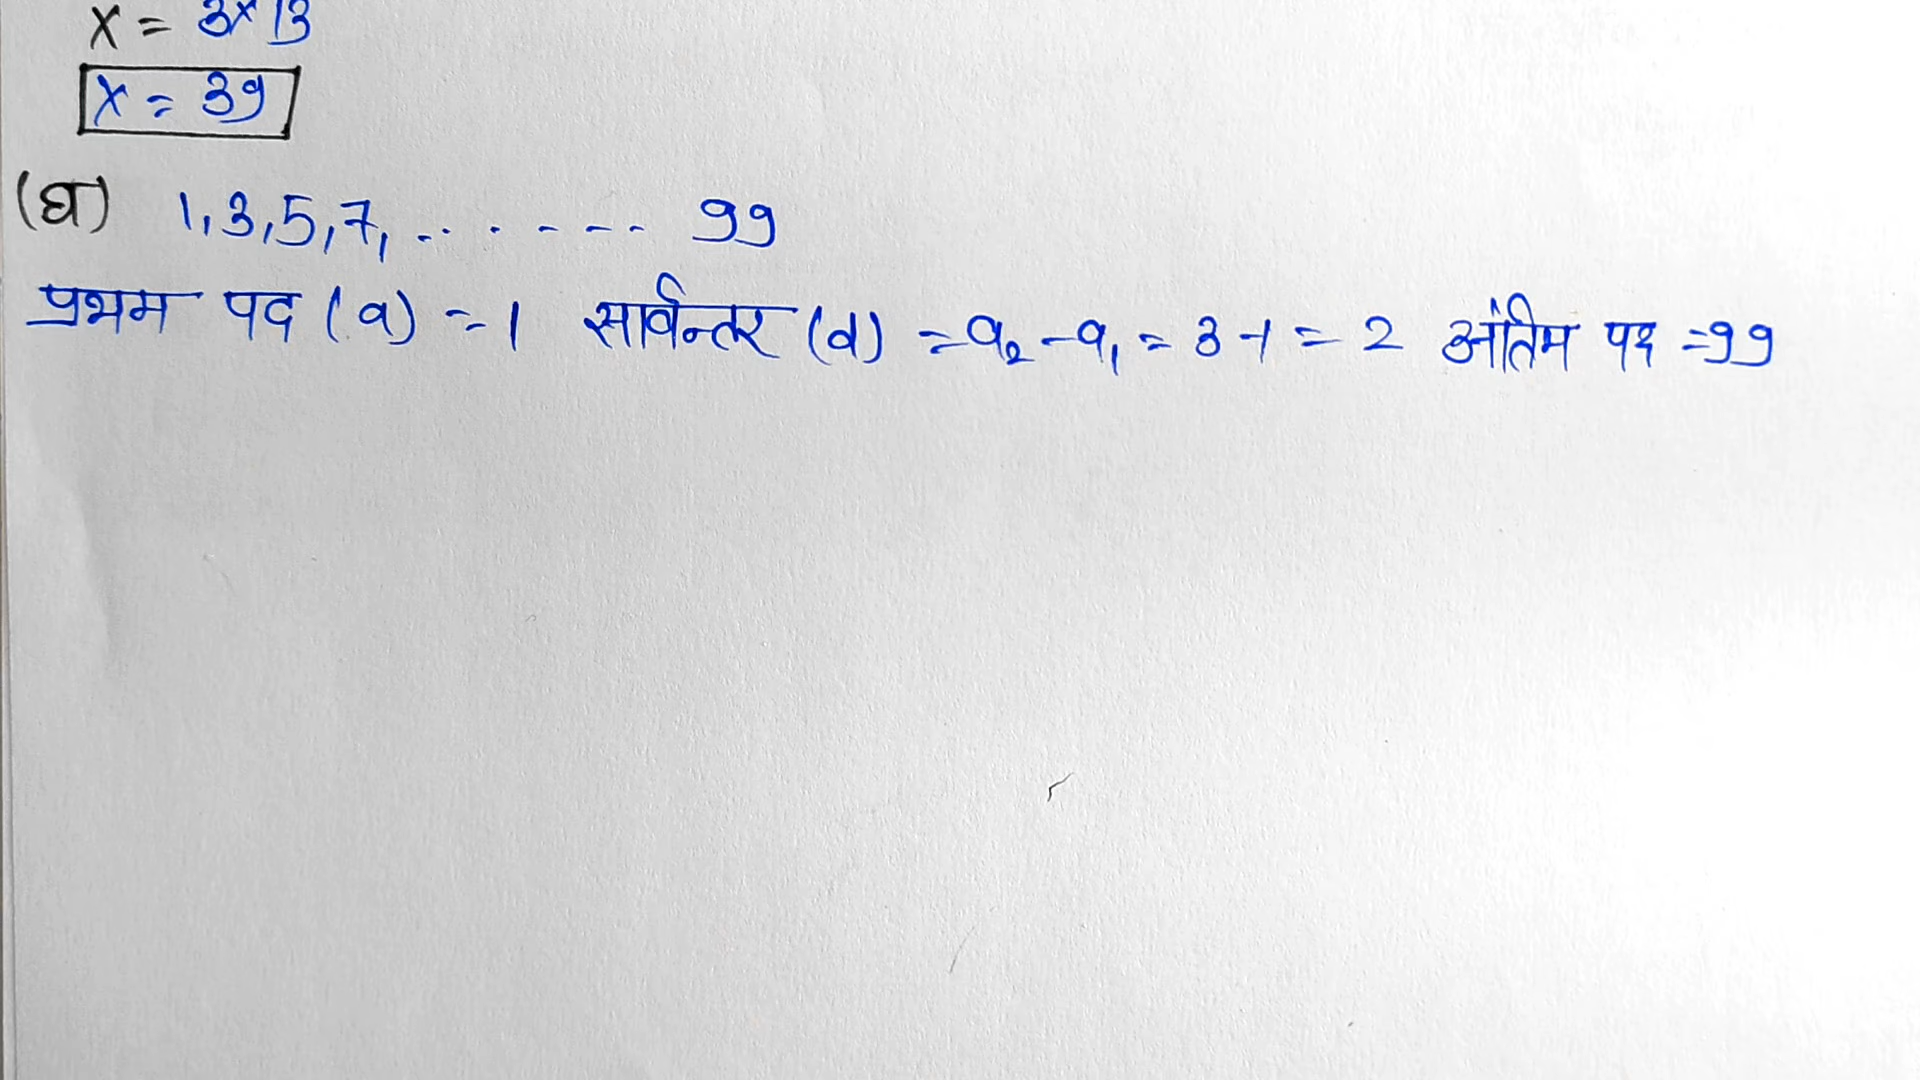 x = 3×13
x = 39
(घ) 1,3,5,7, ........ 99
प्रथम पद (a) = 1 सार्वन्तर (d) = a₂ - a₁ = 3-1 = 2 अंतिम पद = 99